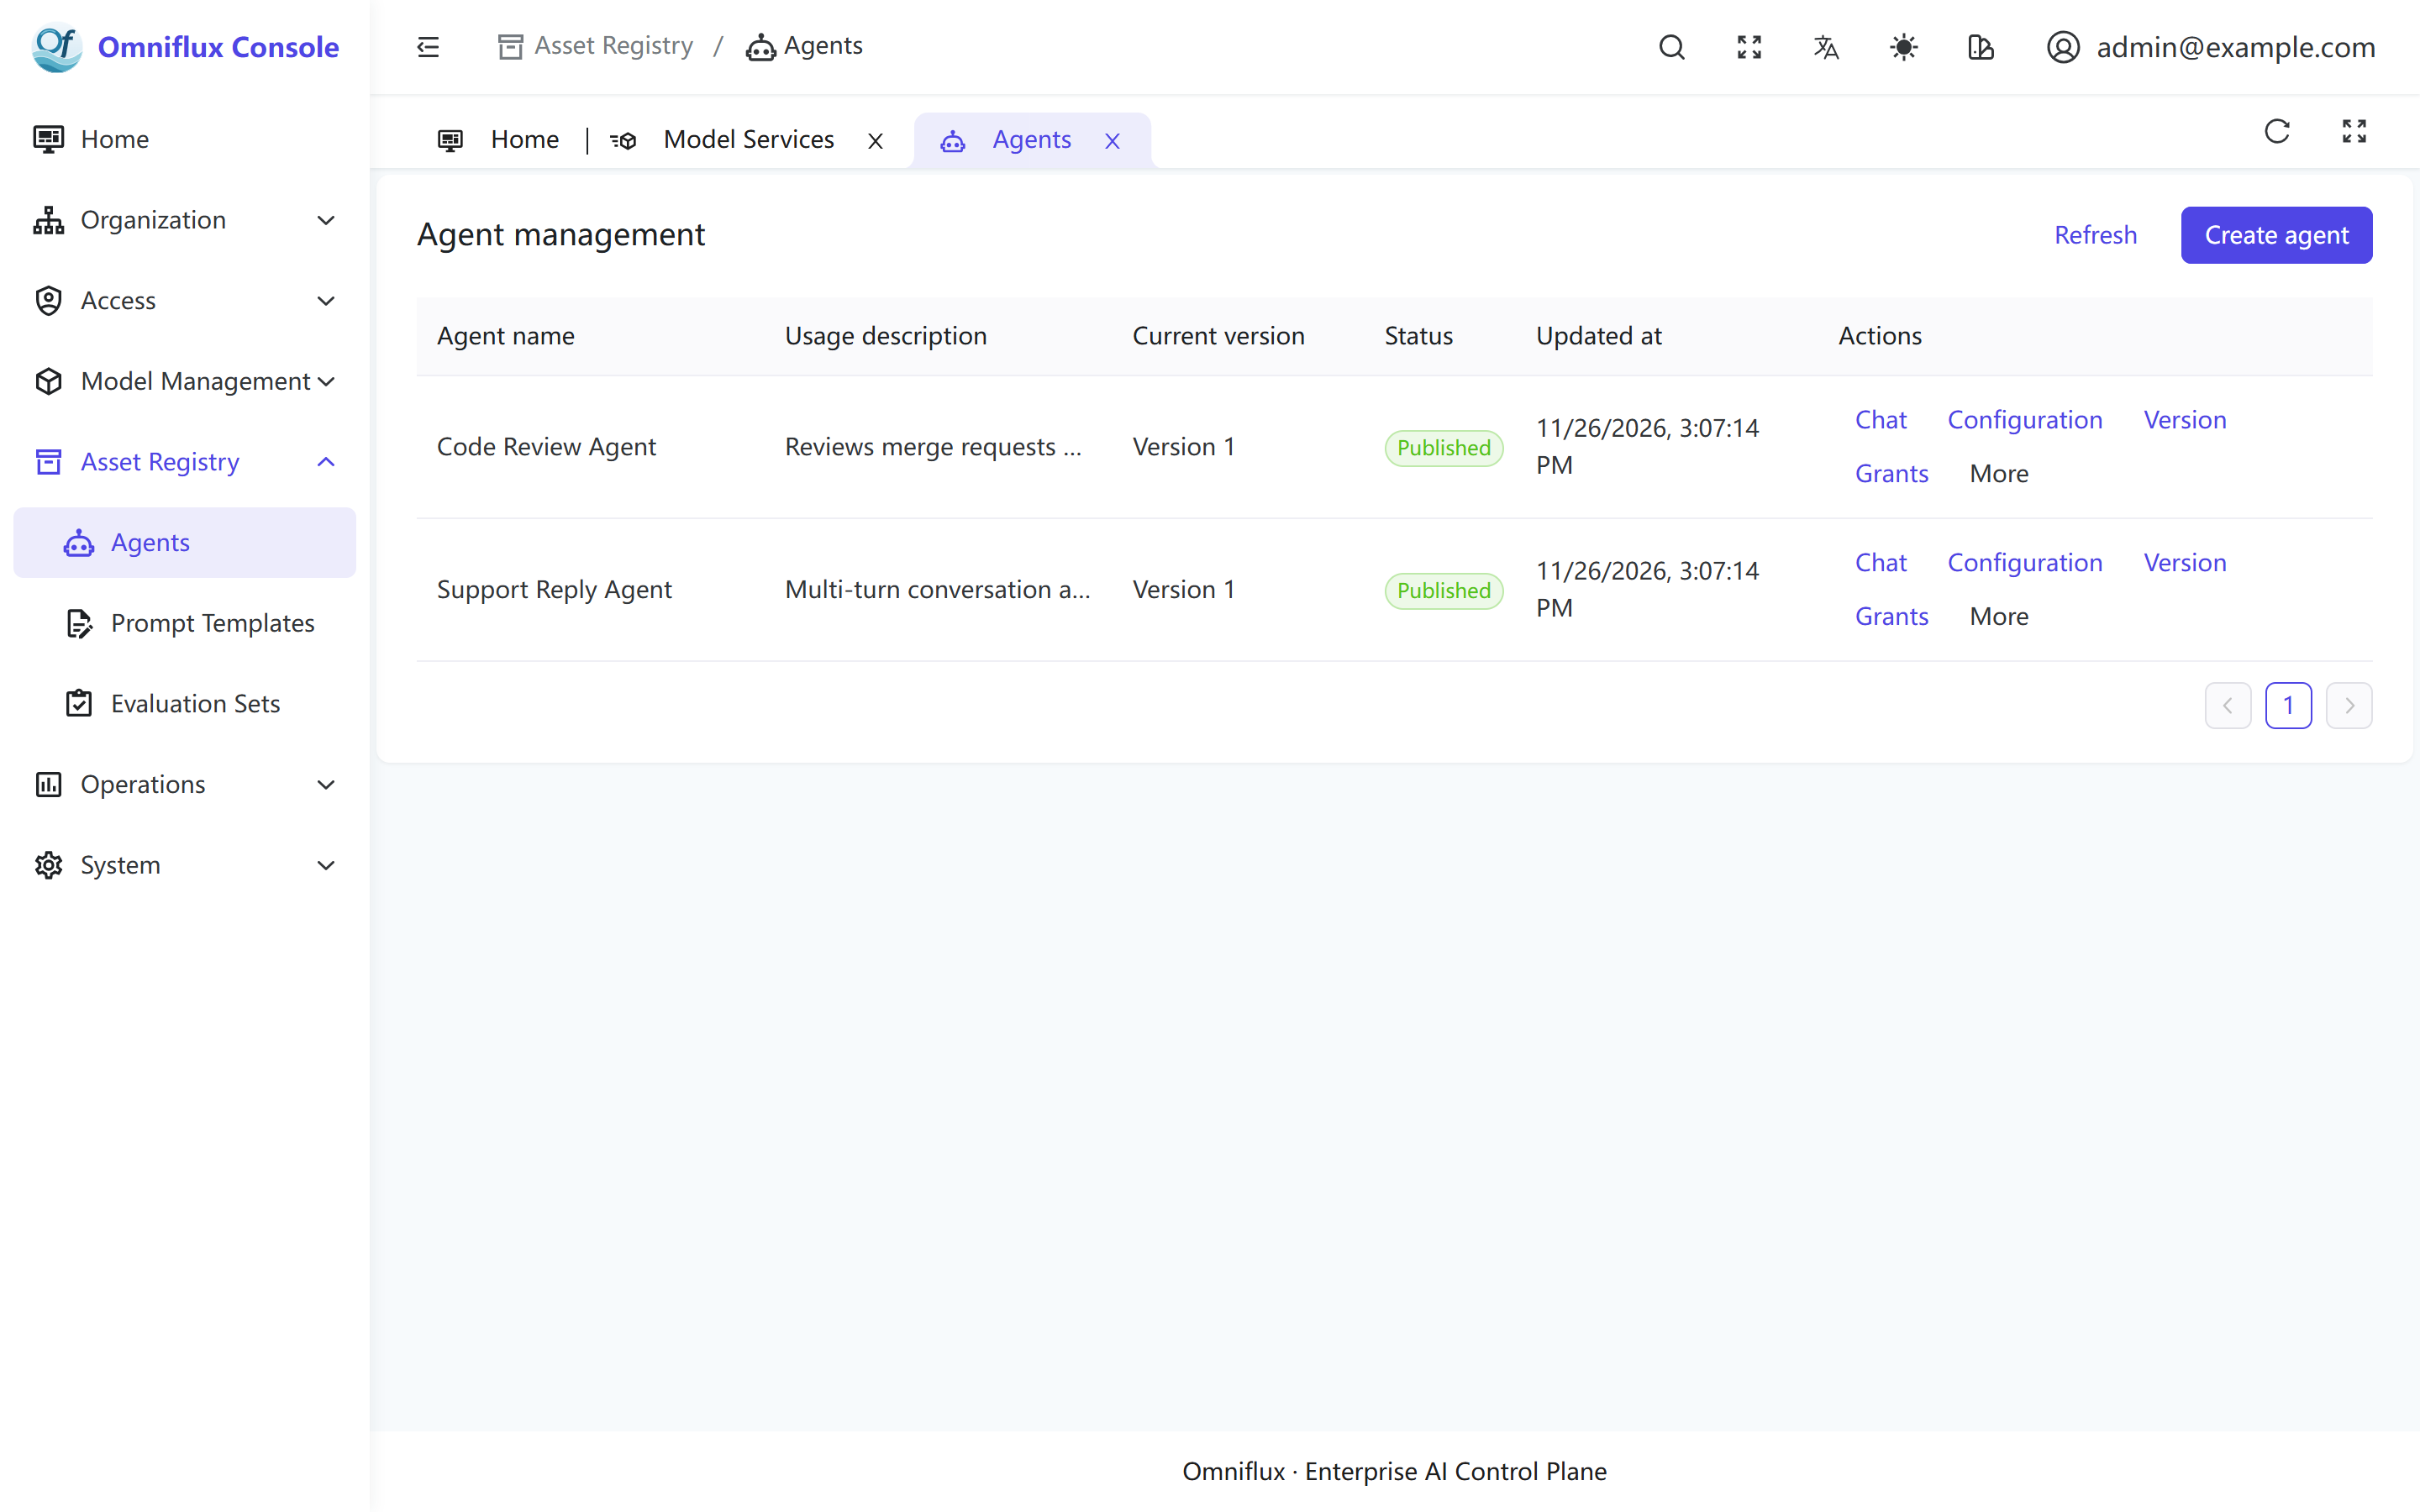 Omniflux Console
Asset Registry / Agents
admin@example.com
Home
Organization
Access
Model Management
Asset Registry
Agents
Prompt Templates
Evaluation Sets
Operations
System
Home | Model Services X Agents X
Agent management
Refresh
Create agent
Agent name Usage description Current version Status Updated at Actions
Code Review Agent Reviews merge requests ... Version 1 Published 11/26/2026, 3:07:14 PM Chat Configuration Version
Grants More
Support Reply Agent Multi-turn conversation a... Version 1 Published 11/26/2026, 3:07:14 PM Chat Configuration Version
Grants More
1
Omniflux · Enterprise AI Control Plane